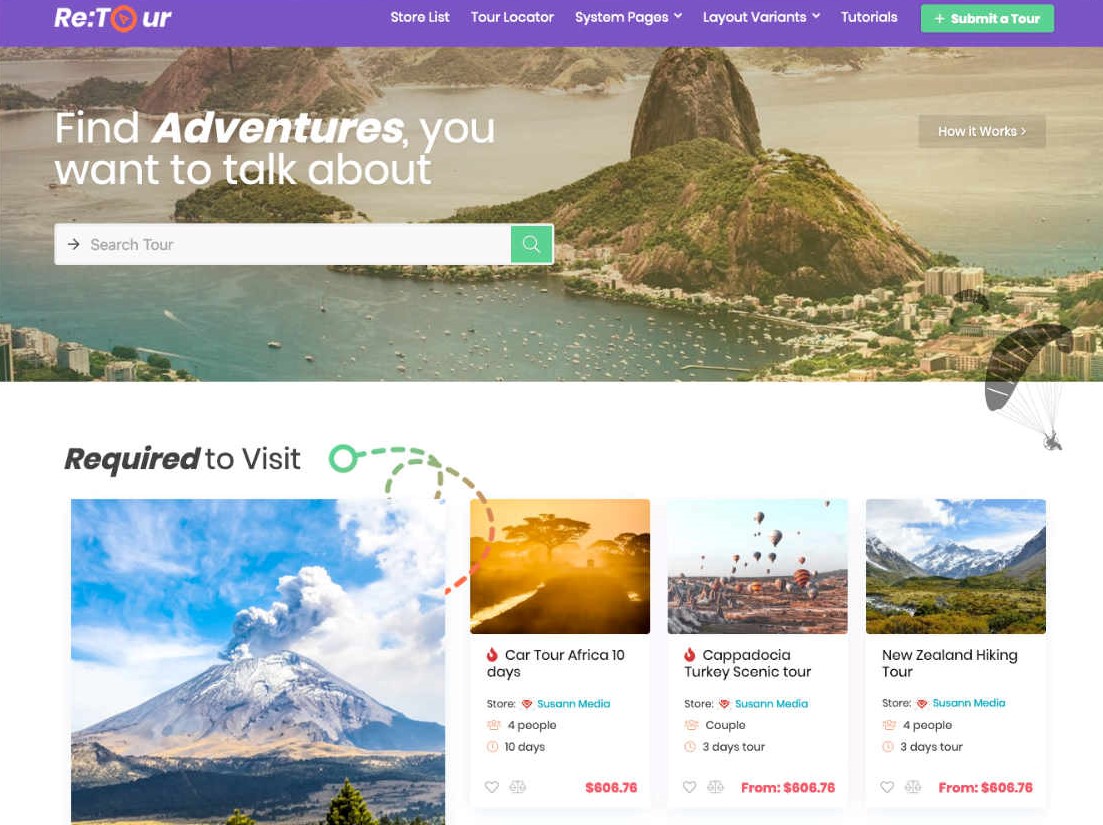 Re:Tour
Store List Tour Locator System Pages Layout Variants Tutorials + Submit a Tour
Find Adventures, you
want to talk about
How it Works >
Search Tour
Required to Visit
Car Tour Africa 10
days
Store: Susann Media
4 people
10 days
$606.76
Cappadocia
Turkey Scenic tour
Store: Susann Media
Couple
3 days tour
From: $606.76
New Zealand Hiking
Tour
Store: Susann Media
4 people
3 days tour
From: $606.76